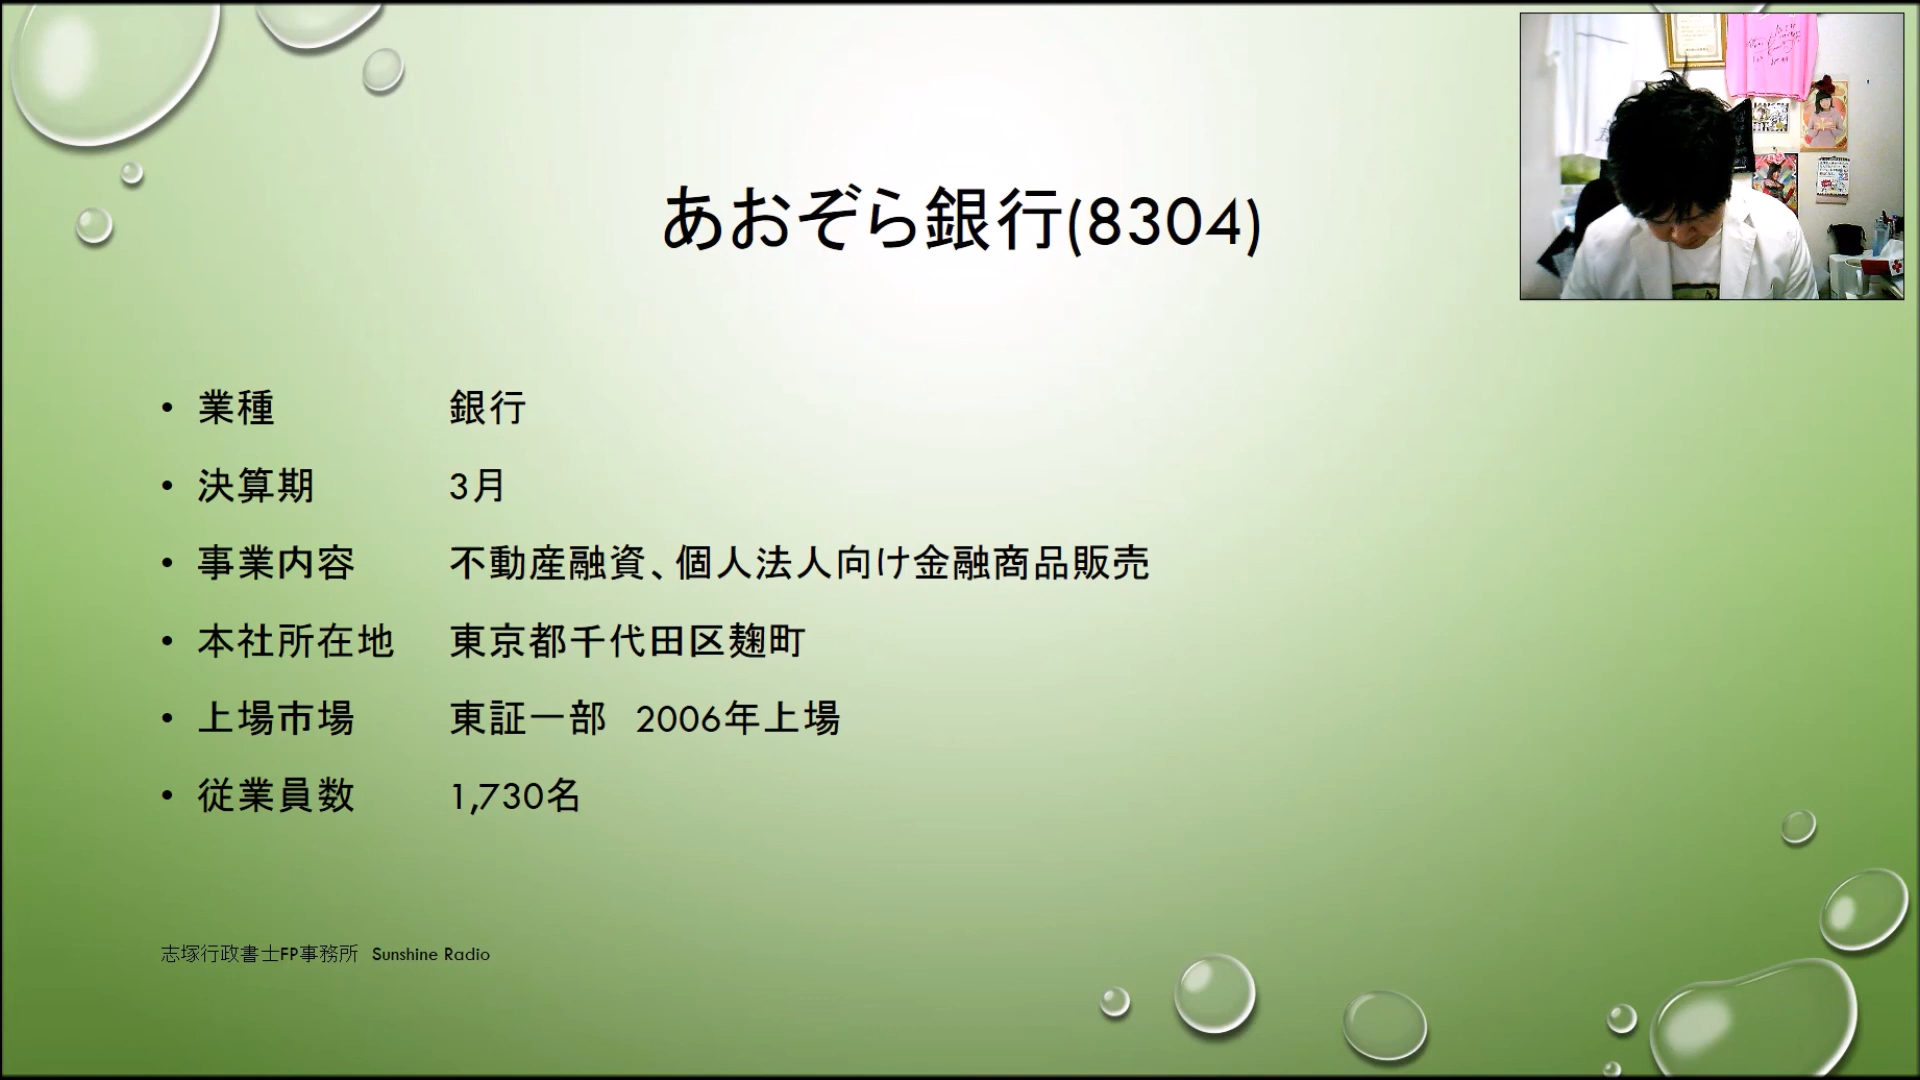 あおぞら銀行(8304)
• 業種 銀行
• 決算期 3月
• 事業内容 不動産融資、個人法人向け金融商品販売
• 本社所在地 東京都千代田区麹町
• 上場市場 東証一部 2006年上場
• 従業員数 1,730名
志塚行政書士FP事務所 Sunshine Radio